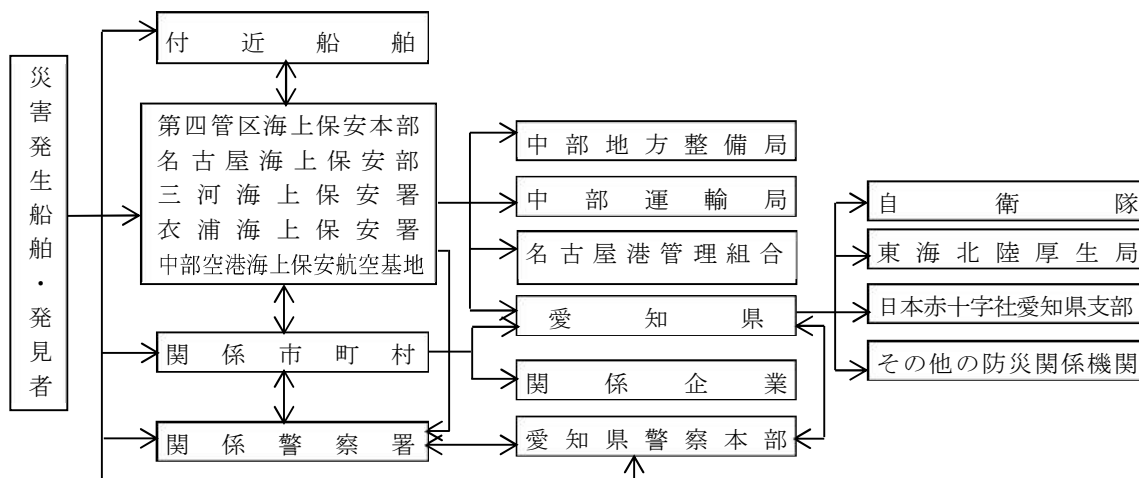 災害発生船舶・発見者
付近船舶
第四管区海上保安本部
名古屋海上保安部
三河海上保安署
衣浦海上保安署
中部空港海上保安航空基地
関係市町村
関係警察署
中部地方整備局
中部運輸局
名古屋港管理組合
愛知県
関係企業
愛知県警察本部
自衛隊
東海北陸厚生局
日本赤十字社愛知県支部
その他の防災関係機関